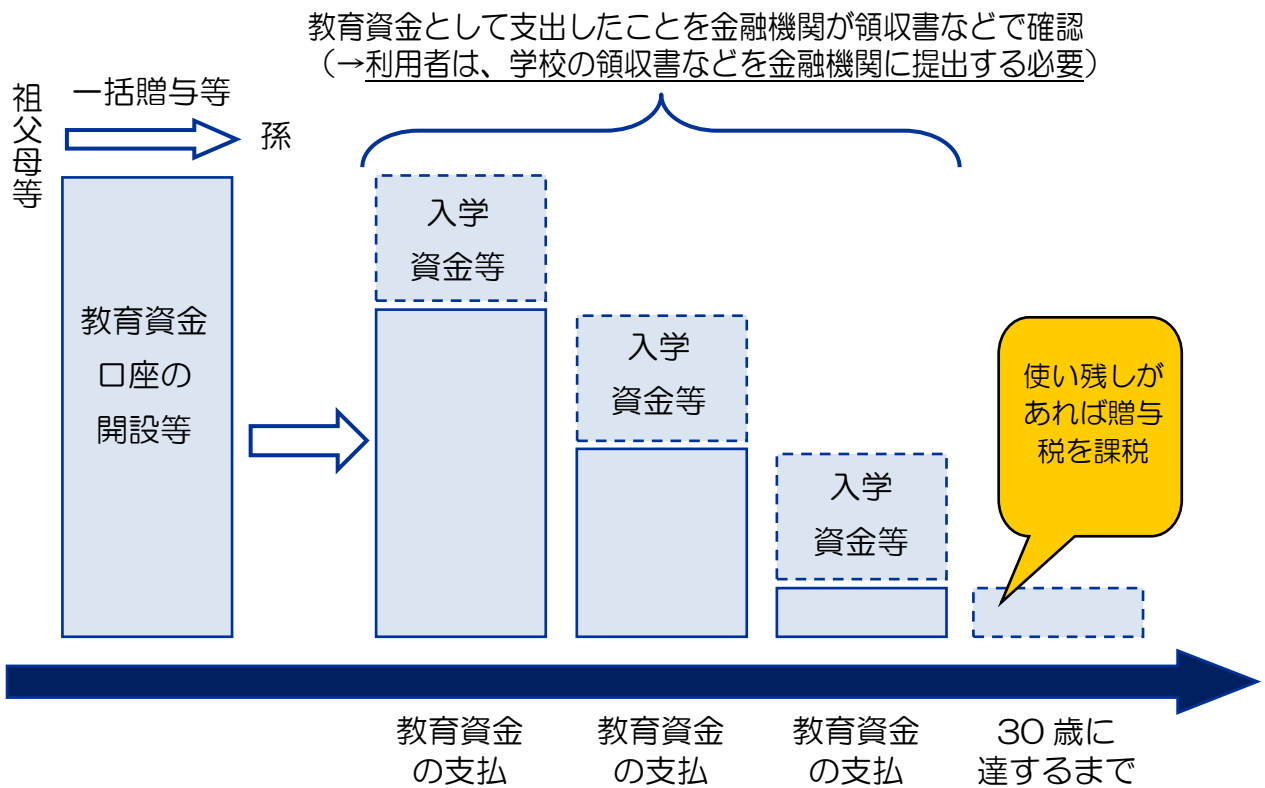 教育資金として支出したことを金融機関が領収書などで確認
（→利用者は、学校の領収書などを金融機関に提出する必要）
祖父母等
一括贈与等
孫
教育資金
口座の
開設等
入学
資金等
入学
資金等
入学
資金等
使い残しが
あれば贈与
税を課税
教育資金
の支払
教育資金
の支払
教育資金
の支払
30歳に
達するまで